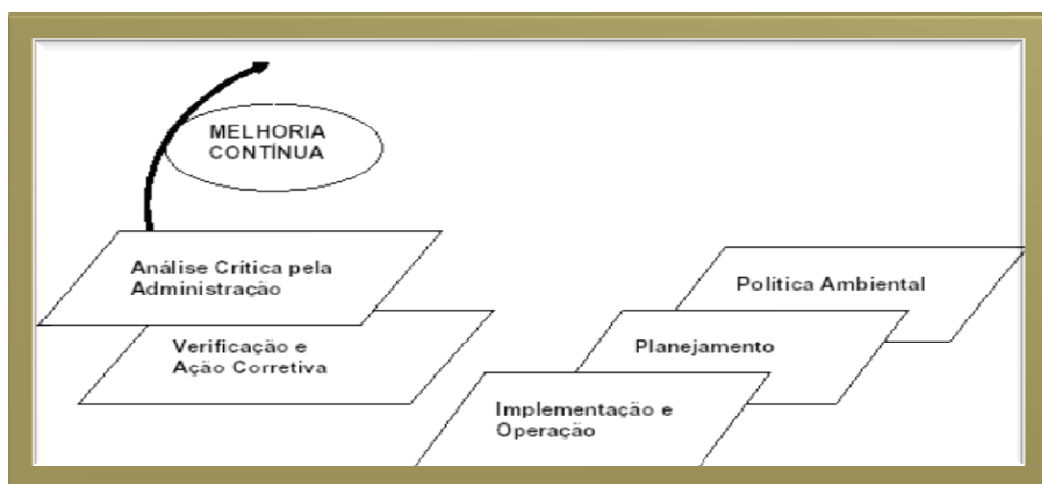 MELHORIA
CONTÍNUA
Análise Crítica pela
Administração
Verificação e
Ação Corretiva
Política Ambiental
Planejamento
Implementação e
Operação